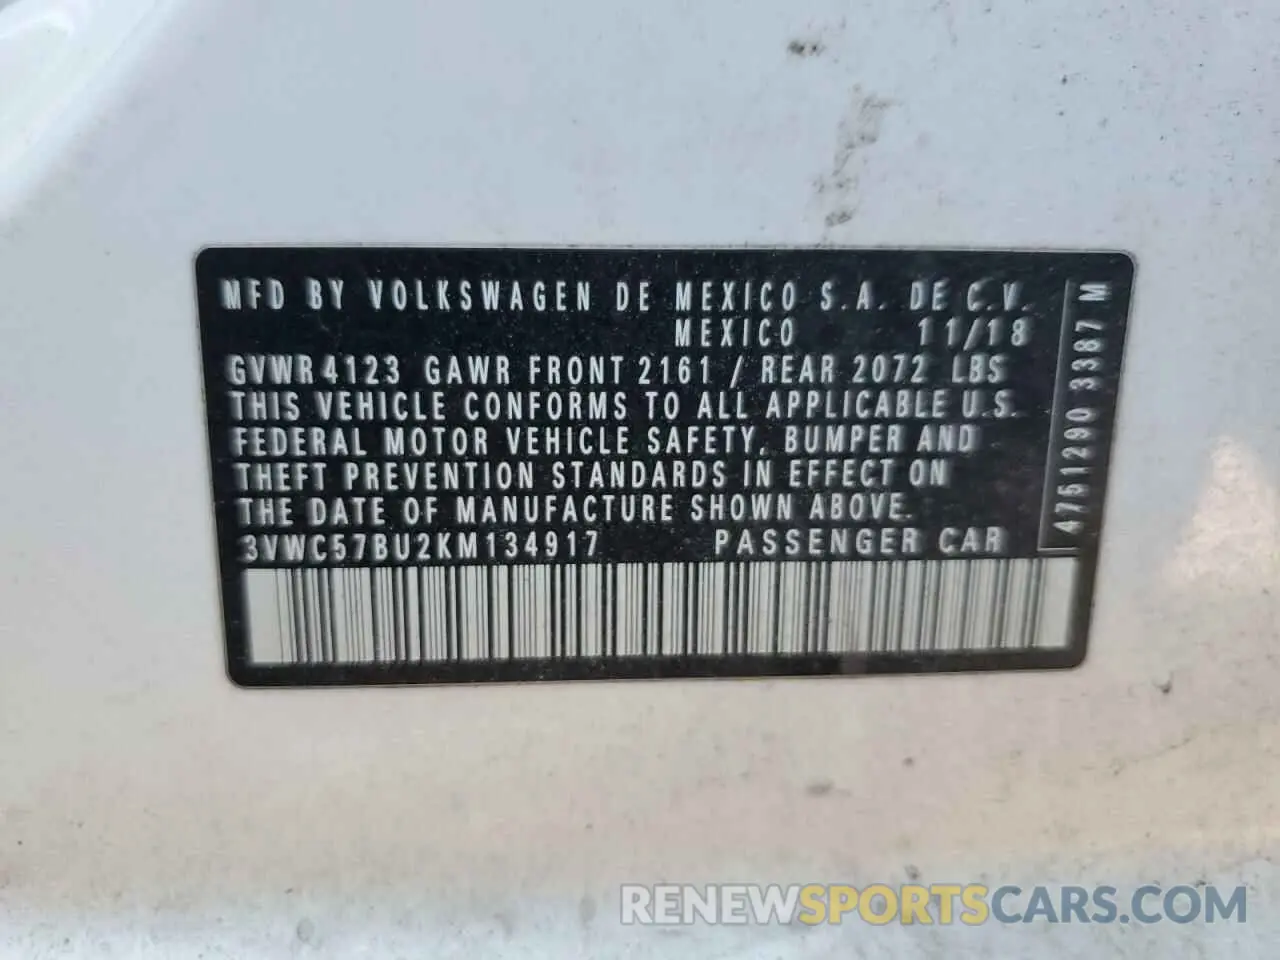 MFD BY VOLKSWAGEN DE MEXICO S.A. DE C.V.
MEXICO 11/18
GVWR 4123 GAWR FRONT 2161 / REAR 2072 LBS
THIS VEHICLE CONFORMS TO ALL APPLICABLE U.S.
FEDERAL MOTOR VEHICLE SAFETY, BUMPER AND
THEFT PREVENTION STANDARDS IN EFFECT ON
THE DATE OF MANUFACTURE SHOWN ABOVE.
3VWC57BU2KM134917 PASSENGER CAR
4751290 3387 M
RENEWSPORTSCARS.COM